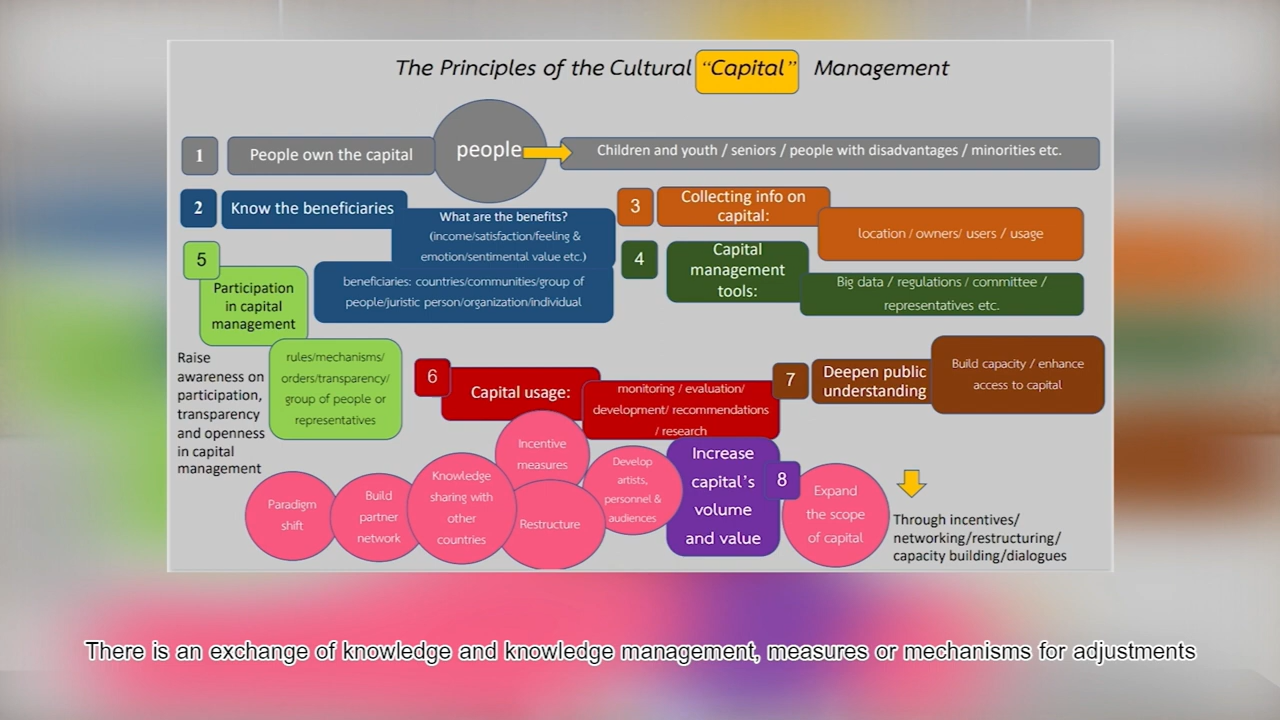 The Principles of the Cultural “Capital” Management
1
People own the capital
people
Children and youth / seniors / people with disadvantages / minorities etc.
2
Know the beneficiaries
What are the benefits?
(income/satisfaction/feeling &
emotion/sentimental value etc.)
beneficiaries: countries/communities/group of
people/juristic person/organization/individual
3
Collecting info on
capital:
location / owners/ users / usage
4
Capital
management
tools:
Big data / regulations / committee /
representatives etc.
5
Participation
in capital
management
rules/mechanisms/
orders/transparency/
group of people or
representatives
Raise
awareness on
participation,
transparency
and openness
in capital
management
6
Capital usage:
monitoring / evaluation/
development/ recommendations
/ research
7
Deepen public
understanding
Build capacity / enhance
access to capital
8
Increase
capital’s
volume
and value
Paradigm
shift
Build
partner
network
Knowledge
sharing with
other
countries
Incentive
measures
Restructure
Develop
artists,
personnel &
audiences
Expand
the scope
of capital
Through incentives/
networking/restructuring/
capacity building/dialogues
There is an exchange of knowledge and knowledge management, measures or mechanisms for adjustments